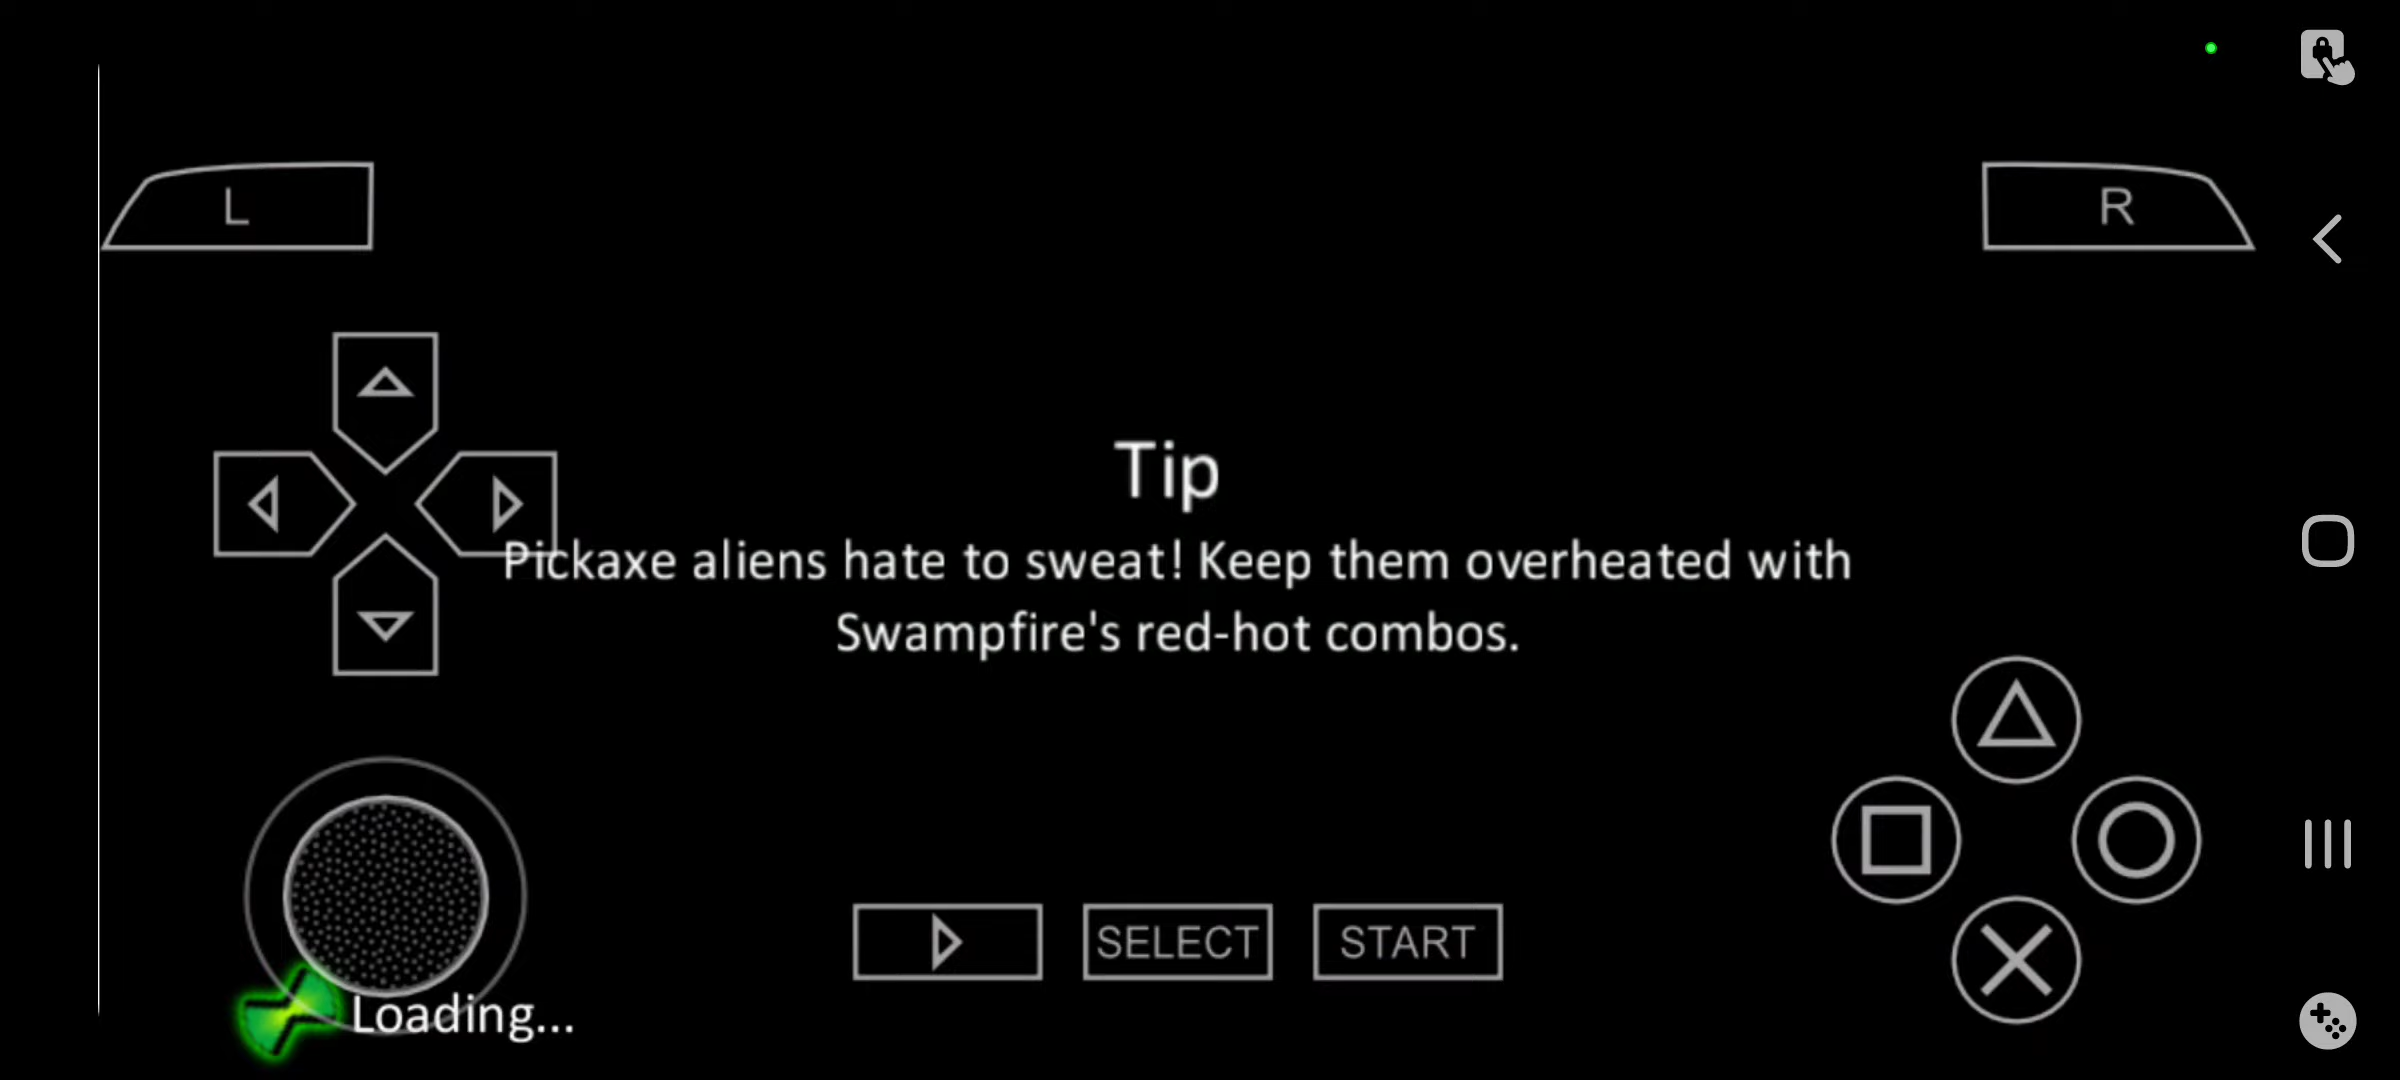 L
R
Tip
Pickaxe aliens hate to sweat! Keep them overheated with
Swampfire's red-hot combos.
SELECT
START
Loading...